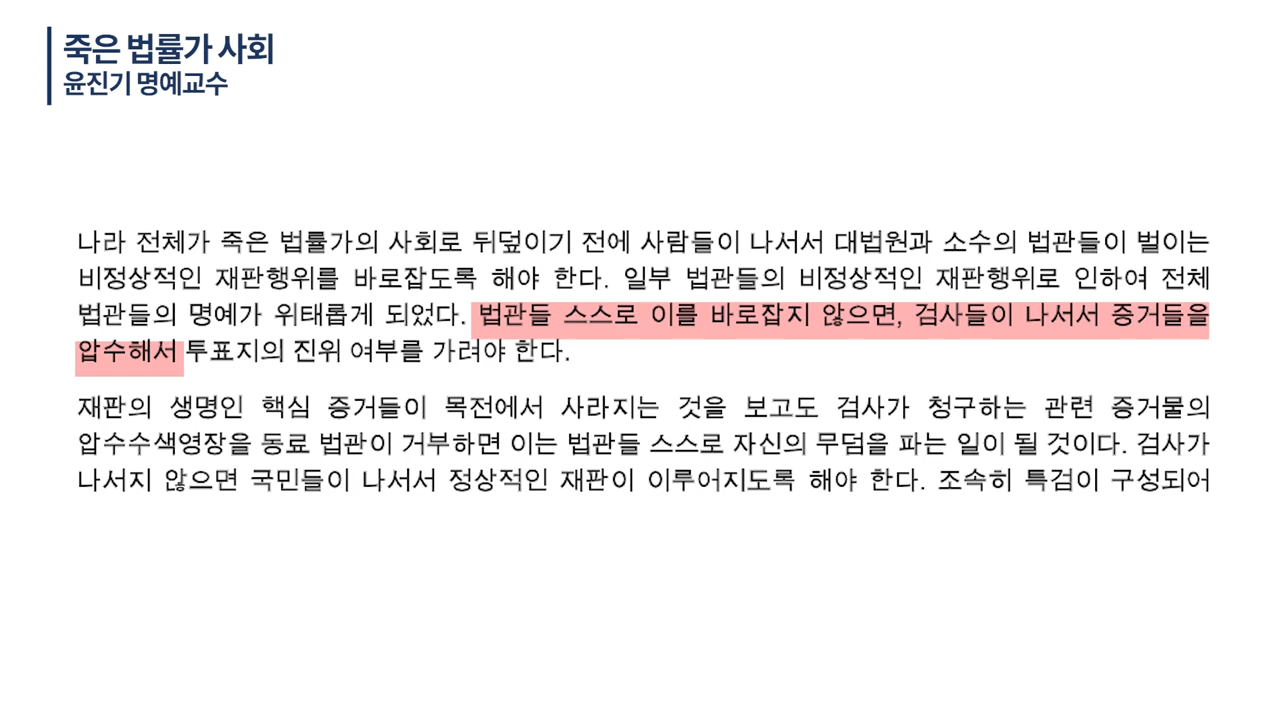 죽은 법률가 사회
윤진기 명예교수
나라 전체가 죽은 법률가의 사회로 뒤덮이기 전에 사람들이 나서서 대법원과 소수의 법관들이 벌이는
비정상적인 재판행위를 바로잡도록 해야 한다. 일부 법관들의 비정상적인 재판행위로 인하여 전체
법관들의 명예가 위태롭게 되었다. 법관들 스스로 이를 바로잡지 않으면, 검사들이 나서서 증거들을
압수해서 투표지의 진위 여부를 가려야 한다.
재판의 생명인 핵심 증거들이 목전에서 사라지는 것을 보고도 검사가 청구하는 관련 증거물의
압수수색영장을 동료 법관이 거부하면 이는 법관들 스스로 자신의 무덤을 파는 일이 될 것이다. 검사가
나서지 않으면 국민들이 나서서 정상적인 재판이 이루어지도록 해야 한다. 조속히 특검이 구성되어